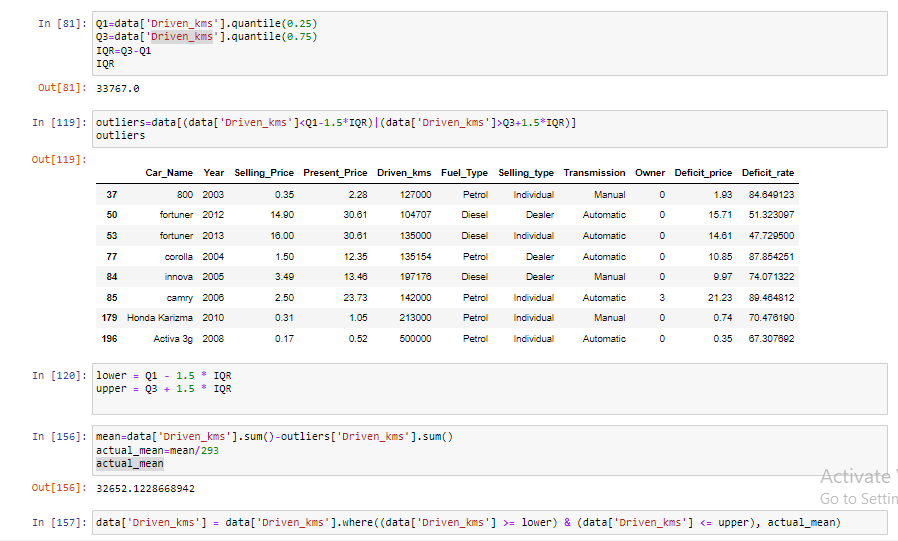 In [81]: Q1=data['Driven_kms'].quantile(0.25)
Q3=data['Driven_kms'].quantile(0.75)
IQR=Q3-Q1
IQR
Out[81]: 33767.0
In [119]: outliers=data[(data['Driven_kms']<Q1-1.5*IQR)|(data['Driven_kms']>Q3+1.5*IQR)]
outliers
Out[119]:
Car_Name Year Selling_Price Present_Price Driven_kms Fuel_Type Selling_type Transmission Owner Deficit_price Deficit_rate
37 800 2003 0.35 2.28 127000 Petrol Individual Manual 0 1.93 84.649123
50 fortuner 2012 14.90 30.61 104707 Diesel Dealer Automatic 0 15.71 51.323097
53 fortuner 2013 16.00 30.61 135000 Diesel Individual Automatic 0 14.61 47.729500
77 corolla 2004 1.50 12.35 135154 Petrol Dealer Automatic 0 10.85 87.854251
84 innova 2005 3.49 13.46 197176 Diesel Dealer Manual 0 9.97 74.071322
85 camry 2006 2.50 23.73 142000 Petrol Individual Automatic 3 21.23 89.464812
179 Honda Karizma 2010 0.31 1.05 213000 Petrol Individual Manual 0 0.74 70.476190
196 Activa 3g 2008 0.17 0.52 500000 Petrol Individual Automatic 0 0.35 67.307692
In [120]: lower = Q1 - 1.5 * IQR
upper = Q3 + 1.5 * IQR
In [156]: mean=data['Driven_kms'].sum()-outliers['Driven_kms'].sum()
actual_mean=mean/293
actual_mean
Activate
Go to Settin
Out[156]: 32652.1228668942
In [157]: data['Driven_kms'] = data['Driven_kms'].where((data['Driven_kms'] >= lower) & (data['Driven_kms'] <= upper), actual_mean)